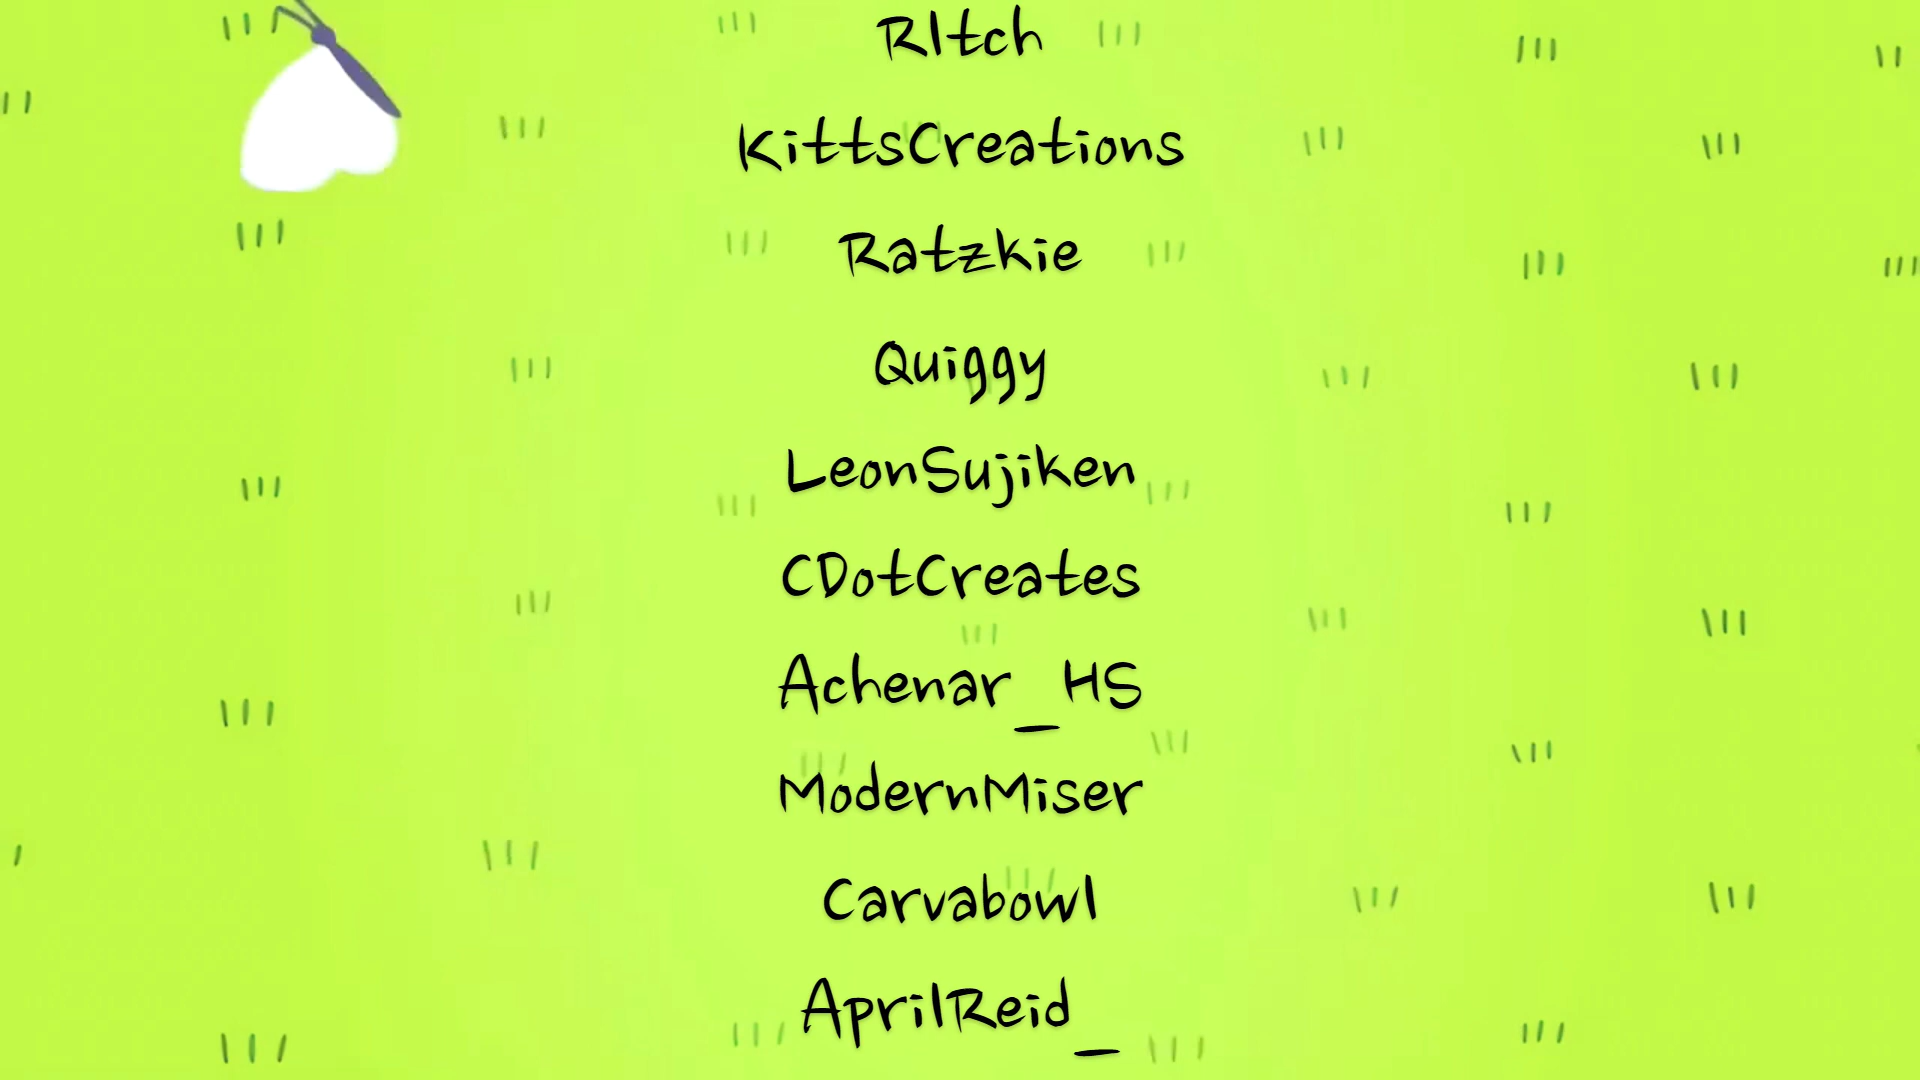 RItch
KittsCreations
Ratzkie
Quiggy
LeonSujiken
CDotCreates
Achenar_HS
ModernMiser
Carvabowl
AprilReid_